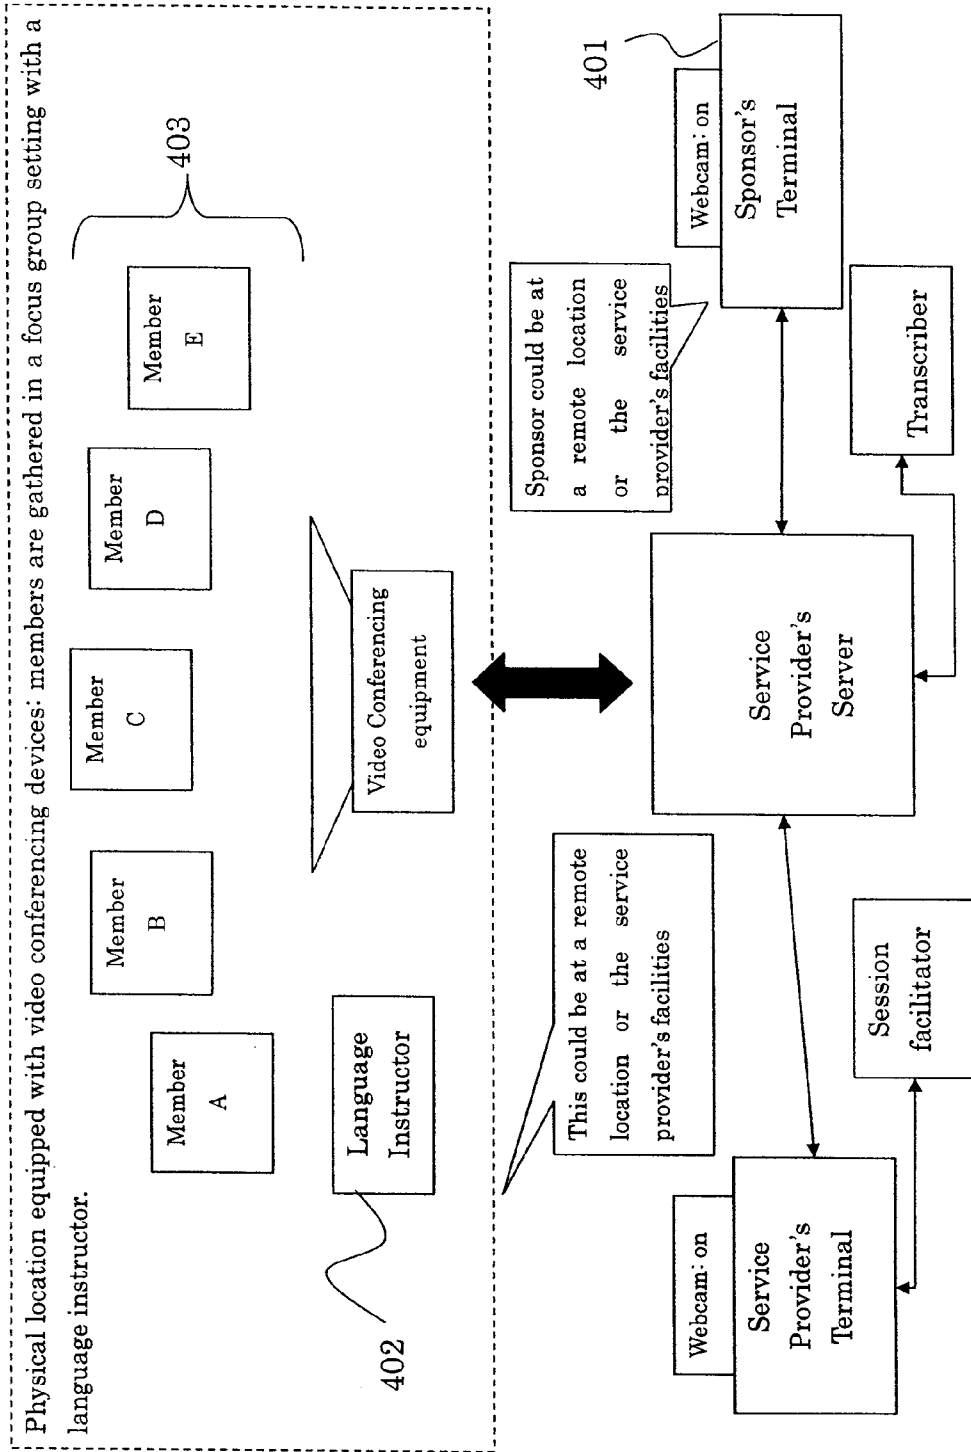 Physical location equipped with video conferencing devices: members are gathered in a focus group setting with a
language instructor.
Member
A
Member
B
Member
C
Member
D
Member
E
403
Language
Instructor
402
Video Conferencing
equipment
This could be at a remote
location or the service
provider's facilities
Sponsor could be at
a remote location
or the service
provider's facilities
401
Webcam: on
Service
Provider's
Terminal
Service
Provider's
Server
Webcam: on
Sponsor's
Terminal
Session
facilitator
Transcriber